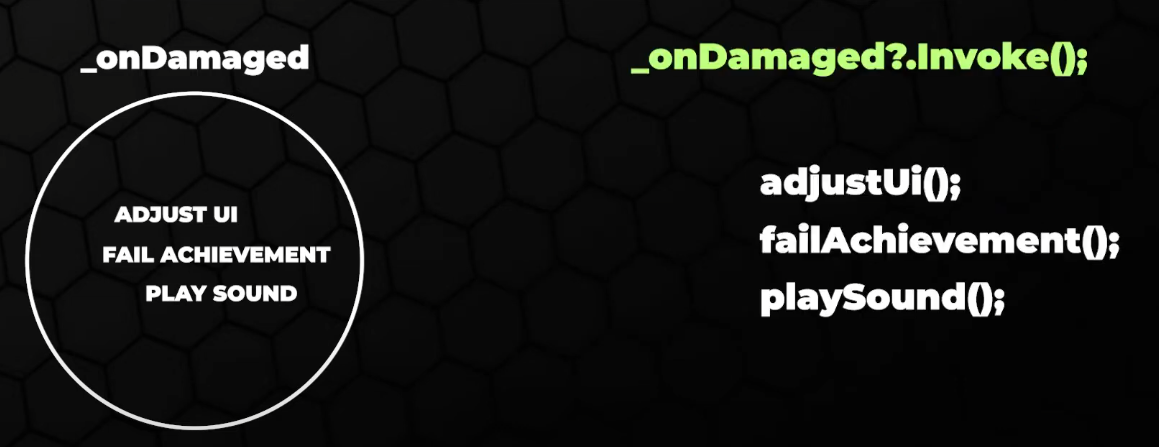 _onDamaged
ADJUST UI
FAIL ACHIEVEMENT
PLAY SOUND
_onDamaged?.Invoke();
adjustUi();
failAchievement();
playSound();